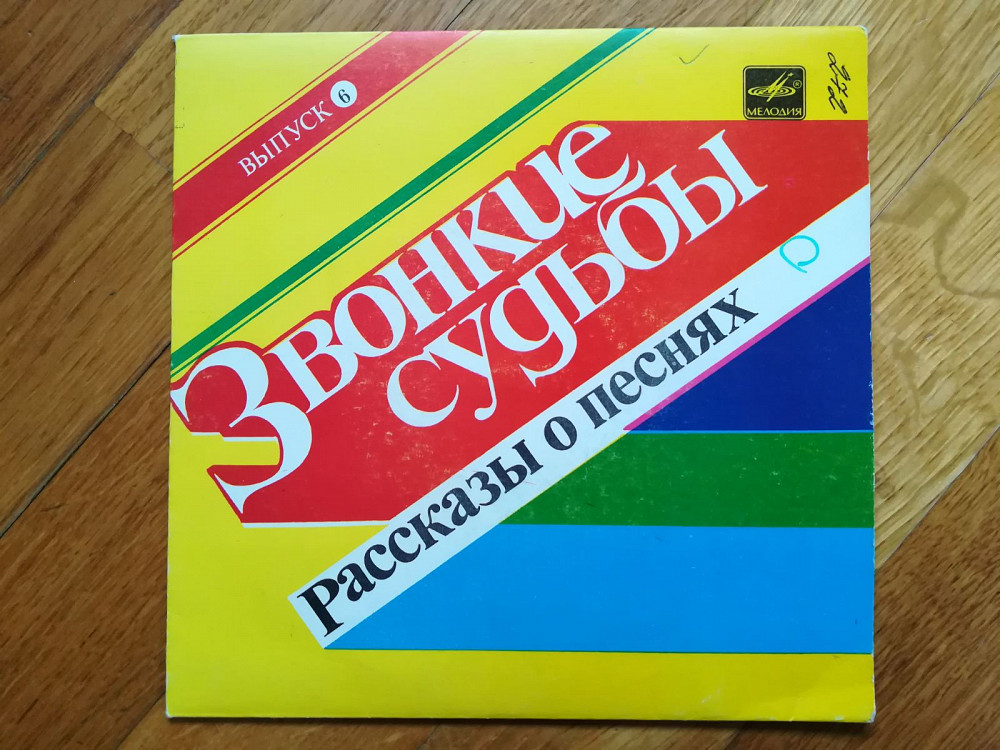 ВЫПУСК 6
МЕЛОДИЯ
Звонкие
судьбы
Рассказы о песнях